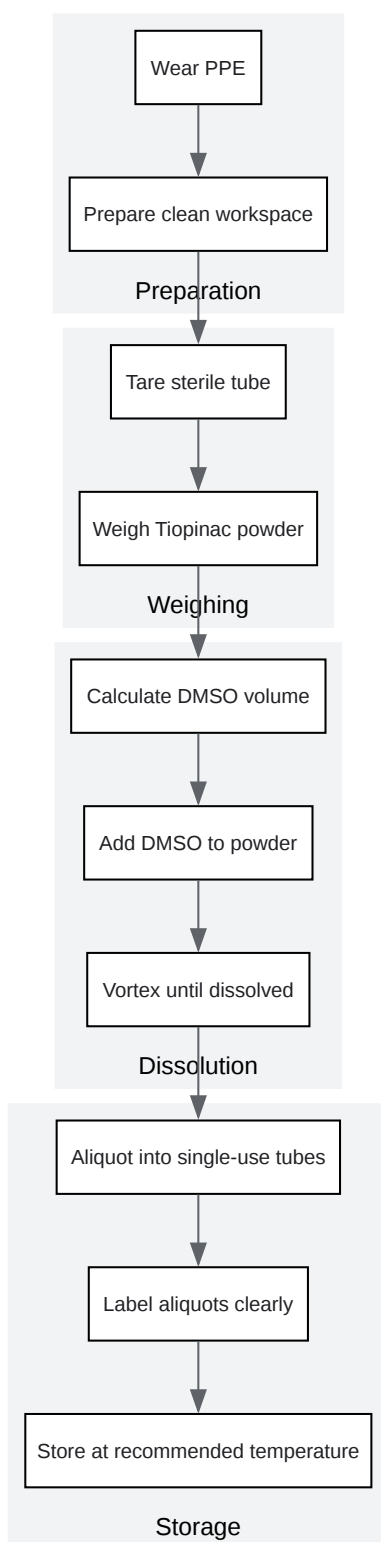 Wear PPE
Prepare clean workspace
Preparation
Tare sterile tube
Weigh Tiopinac powder
Weighing
Calculate DMSO volume
Add DMSO to powder
Vortex until dissolved
Dissolution
Aliquot into single-use tubes
Label aliquots clearly
Store at recommended temperature
Storage